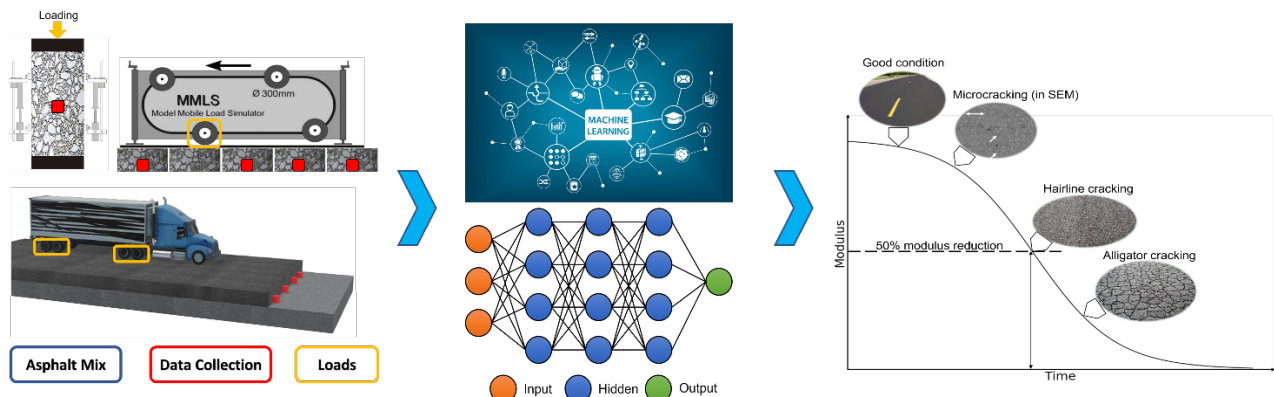 Loading
MMLS
Ø 300mm
Model Mobile Load Simulator
Asphalt Mix
Data Collection
Loads
MACHINE
LEARNING
Input
Hidden
Output
Good condition
Microcracking (in SEM)
Hairline cracking
50% modulus reduction
Alligator cracking
Modulus
Time